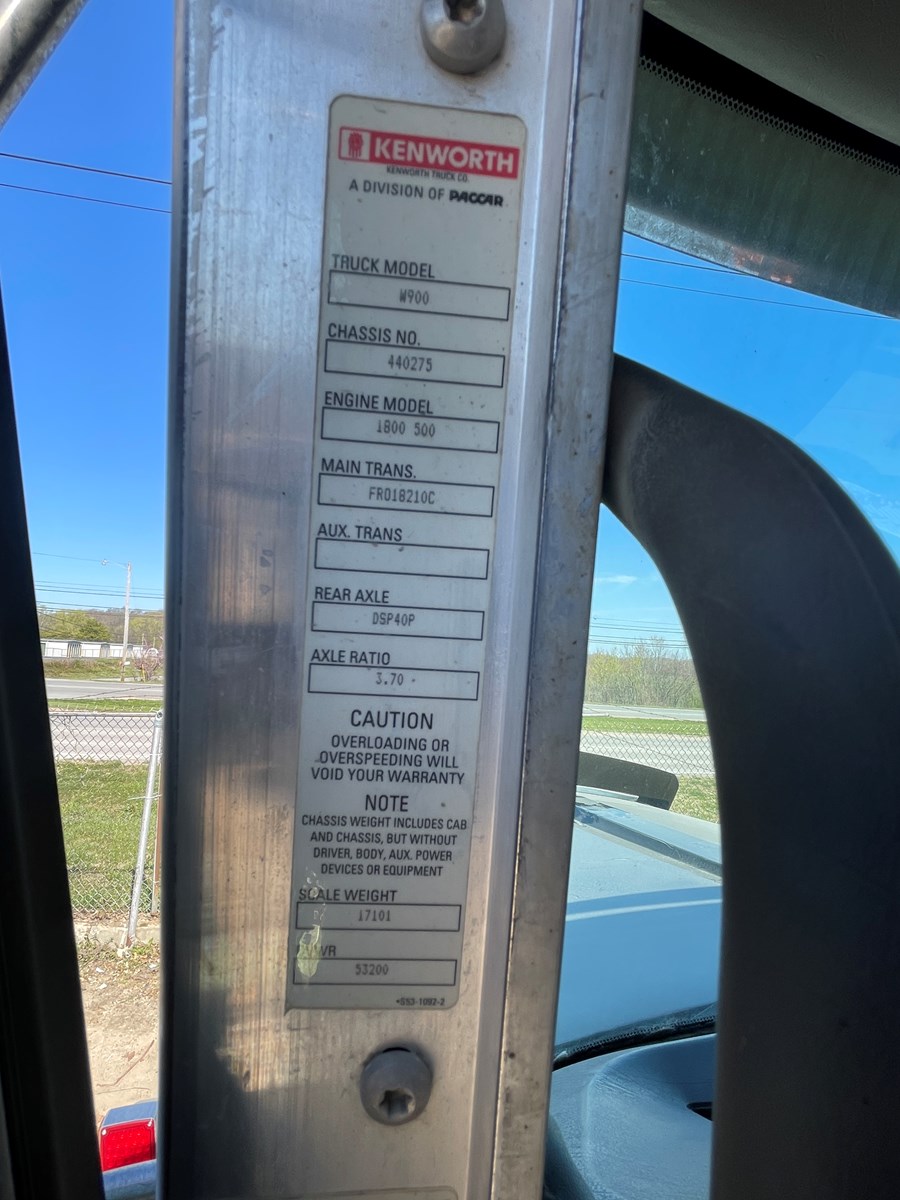 KENWORTH
KENWORTH TRUCK CO.
A DIVISION OF PACCAR
TRUCK MODEL
W900
CHASSIS NO.
440275
ENGINE MODEL
1800 500
MAIN TRANS.
FRO18210C
AUX. TRANS
REAR AXLE
DSP40P
AXLE RATIO
3.70
CAUTION
OVERLOADING OR
OVERSPEEDING WILL
VOID YOUR WARRANTY
NOTE
CHASSIS WEIGHT INCLUDES CAB
AND CHASSIS, BUT WITHOUT
DRIVER, BODY, AUX. POWER
DEVICES OR EQUIPMENT
SCALE WEIGHT
17101
53200
•S53-1092-2